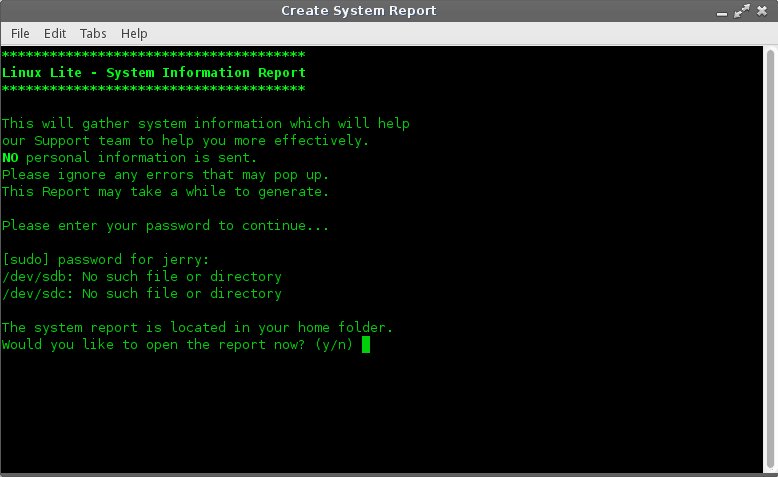 Create System Report
File Edit Tabs Help
**************************************
Linux Lite - System Information Report
**************************************
This will gather system information which will help
our Support team to help you more effectively.
NO personal information is sent.
Please ignore any errors that may pop up.
This Report may take a while to generate.
Please enter your password to continue...
[sudo] password for jerry:
/dev/sdb: No such file or directory
/dev/sdc: No such file or directory
The system report is located in your home folder.
Would you like to open the report now? (y/n)